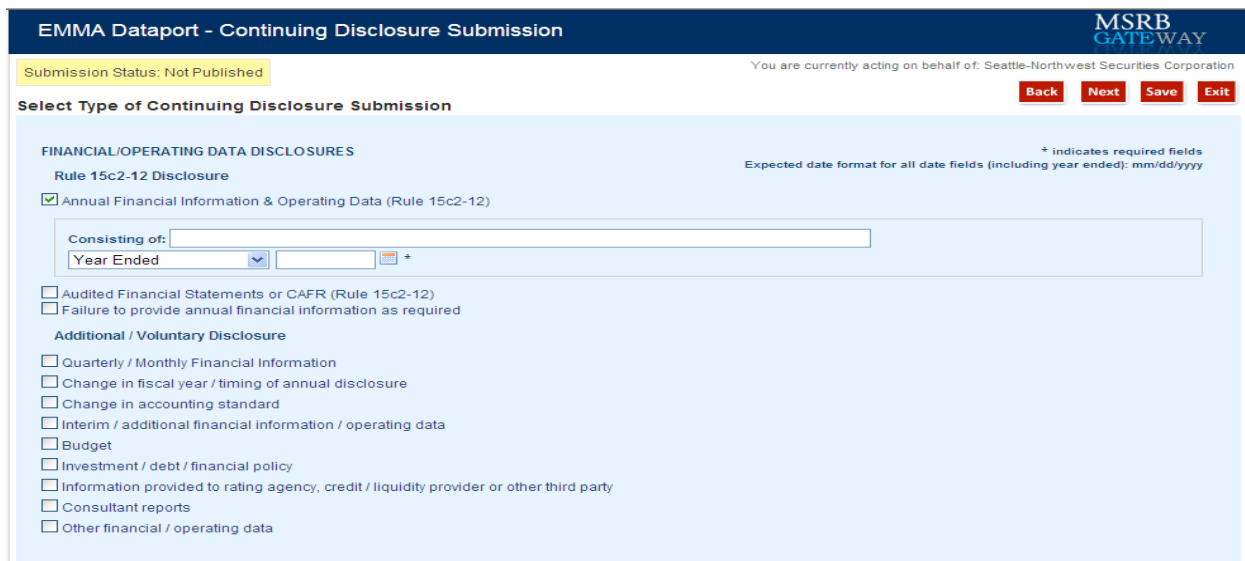 EMMA Dataport - Continuing Disclosure Submission
MSRB
GATEWAY
Submission Status: Not Published
You are currently acting on behalf of: Seattle-Northwest Securities Corporation
Back Next Save Exit
Select Type of Continuing Disclosure Submission
FINANCIAL/OPERATING DATA DISCLOSURES
* indicates required fields
Expected date format for all date fields (including year ended): mm/dd/yyyy
Rule 15c2-12 Disclosure
Annual Financial Information & Operating Data (Rule 15c2-12)
Consisting of:
Year Ended *
Audited Financial Statements or CAFR (Rule 15c2-12)
Failure to provide annual financial information as required
Additional / Voluntary Disclosure
Quarterly / Monthly Financial Information
Change in fiscal year / timing of annual disclosure
Change in accounting standard
Interim / additional financial information / operating data
Budget
Investment / debt / financial policy
Information provided to rating agency, credit / liquidity provider or other third party
Consultant reports
Other financial / operating data